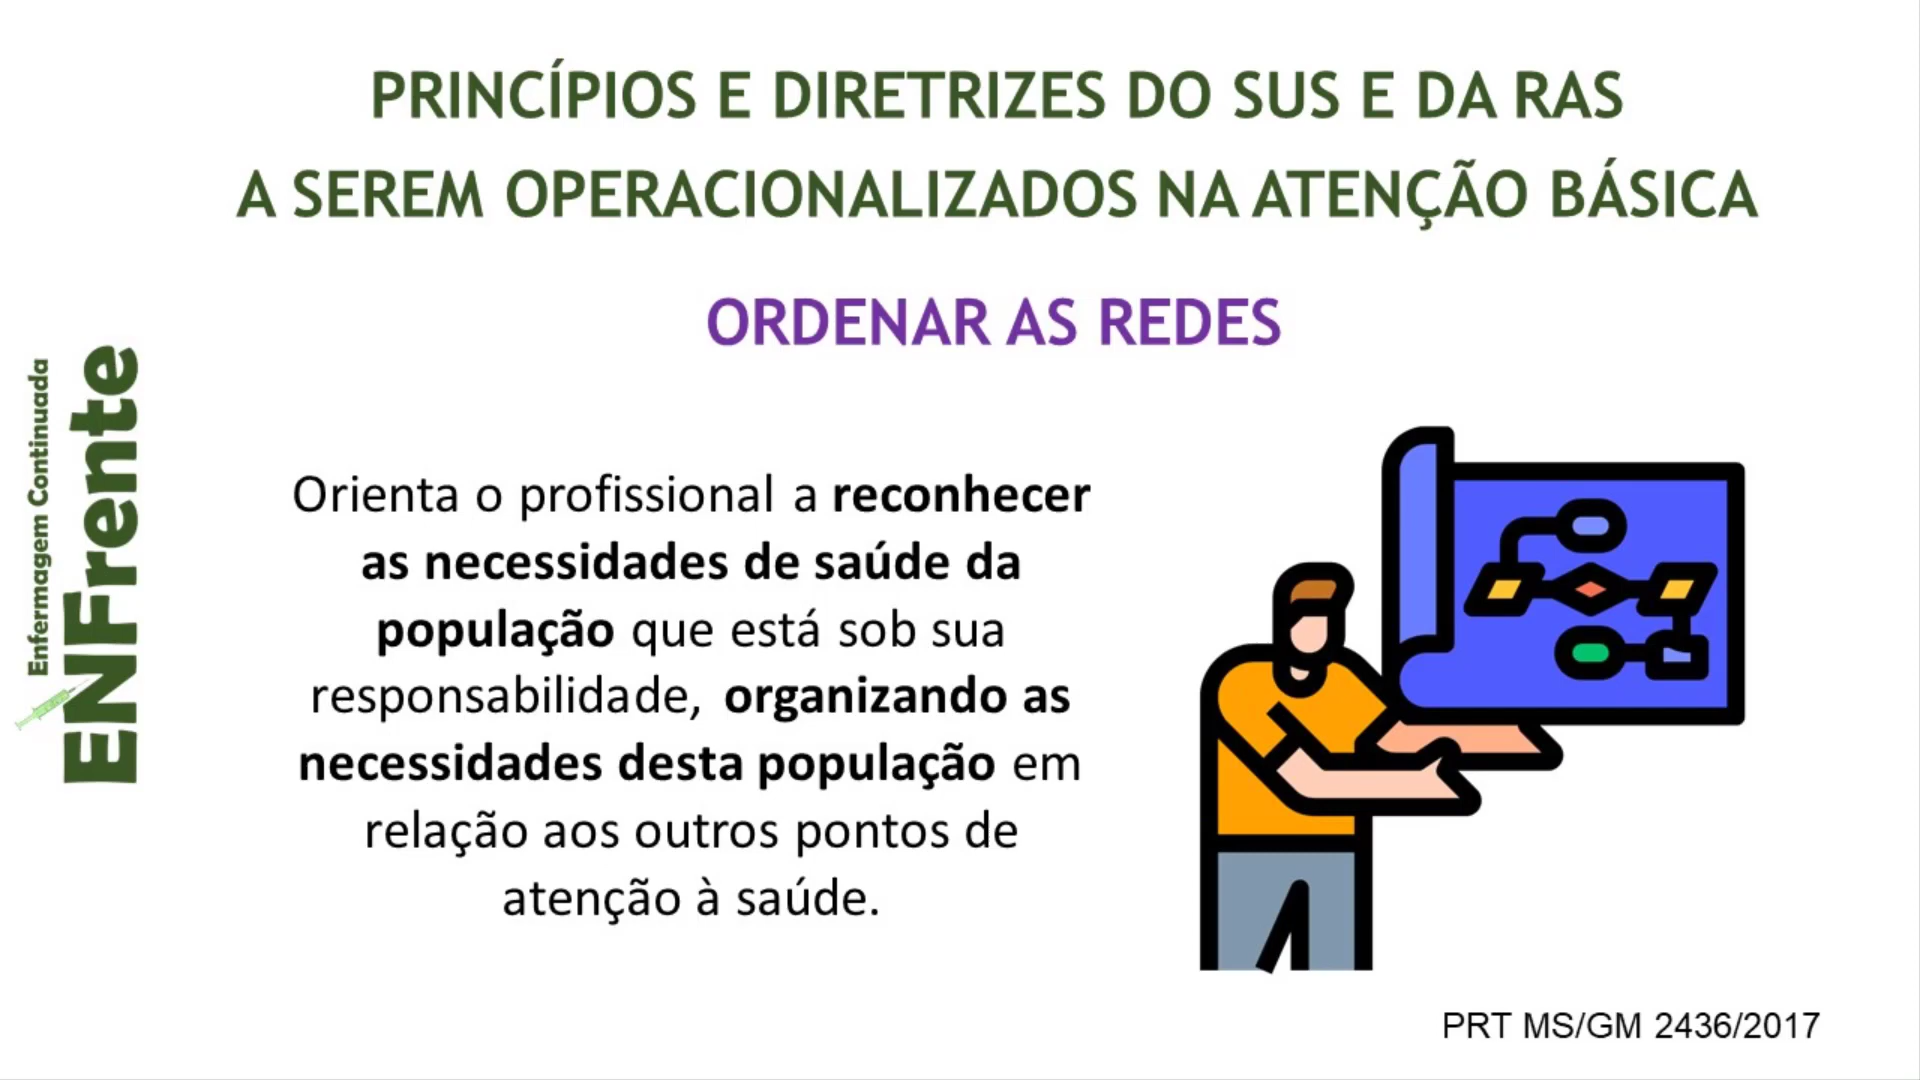 PRINCÍPIOS E DIRETRIZES DO SUS E DA RAS
A SEREM OPERACIONALIZADOS NA ATENÇÃO BÁSICA
ORDENAR AS REDES
Enfermagem Continuada
ENFrente
Orienta o profissional a reconhecer
as necessidades de saúde da
população que está sob sua
responsabilidade, organizando as
necessidades desta população em
relação aos outros pontos de
atenção à saúde.
PRT MS/GM 2436/2017